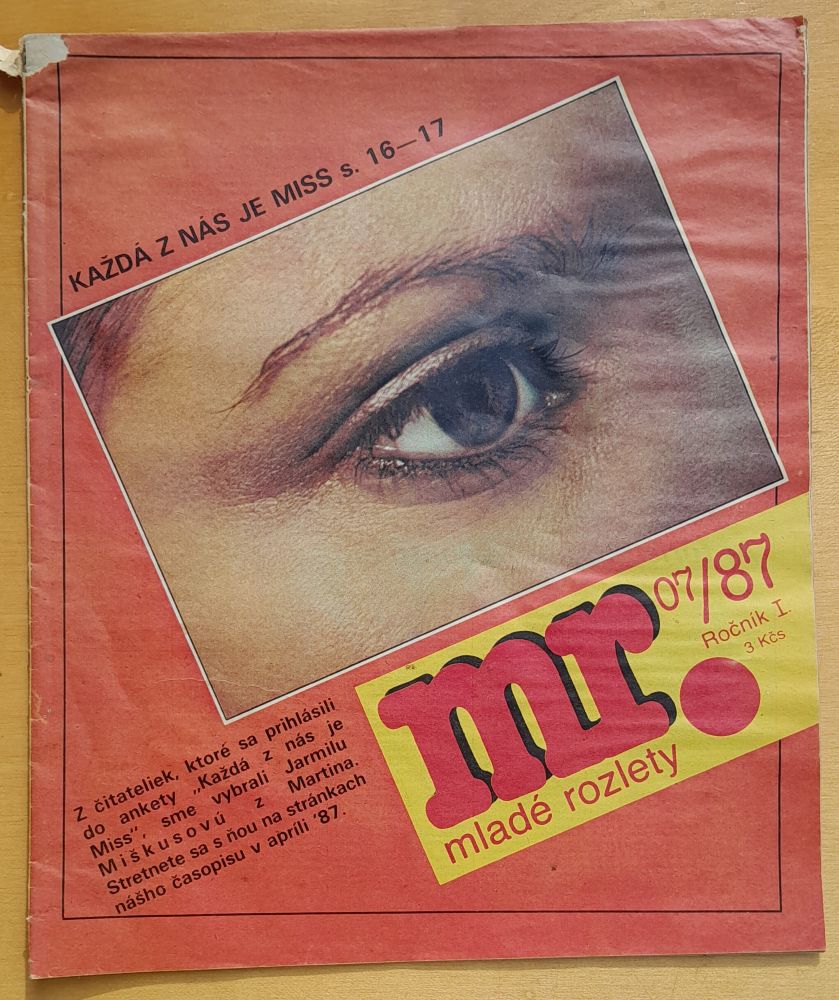 KAŽDÁ Z NÁS JE MISS s. 16—17
07/87
Ročník I.
3 Kčs
mr.
mladé rozlety
Z čitateliek, ktoré sa prihlásili
do ankety „Každá z nás je
Miss“, sme vybrali Jarmilu
Miškusovú z Martina.
Stretnete sa s ňou na stránkach
nášho časopisu v apríli '87.